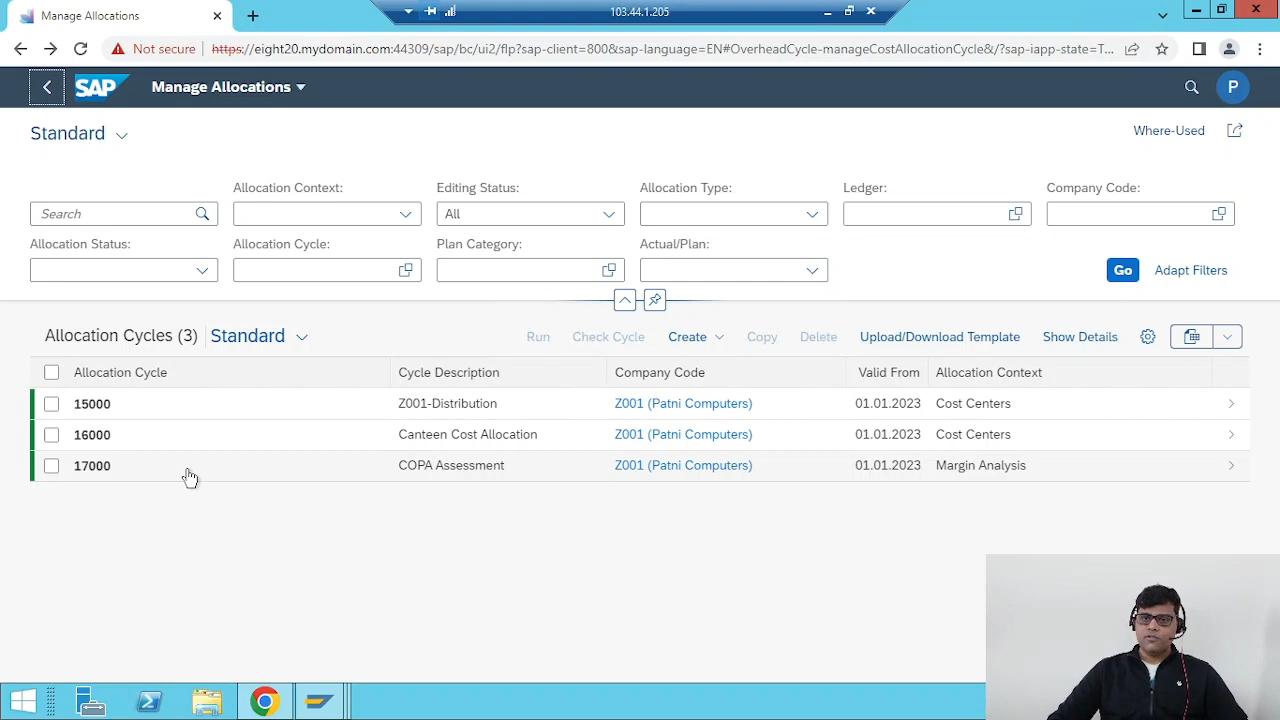 Manage Allocations
103.44.1.205
Not secure
https://eight20.mydomain.com:44309/sap/bc/ui2/flp?sap-client=800&sap-language=EN#OverheadCycle-manageCostAllocationCycle&/?sap-iapp-state=T...
SAP
Manage Allocations
P
Standard
Where-Used
Allocation Context:
Editing Status:
Allocation Type:
Ledger:
Company Code:
Search
All
Allocation Status:
Allocation Cycle:
Plan Category:
Actual/Plan:
Go
Adapt Filters
Allocation Cycles (3)
Standard
Run
Check Cycle
Create
Copy
Delete
Upload/Download Template
Show Details
Allocation Cycle
Cycle Description
Company Code
Valid From
Allocation Context
15000
Z001-Distribution
Z001 (Patni Computers)
01.01.2023
Cost Centers
16000
Canteen Cost Allocation
Z001 (Patni Computers)
01.01.2023
Cost Centers
17000
COPA Assessment
Z001 (Patni Computers)
01.01.2023
Margin Analysis